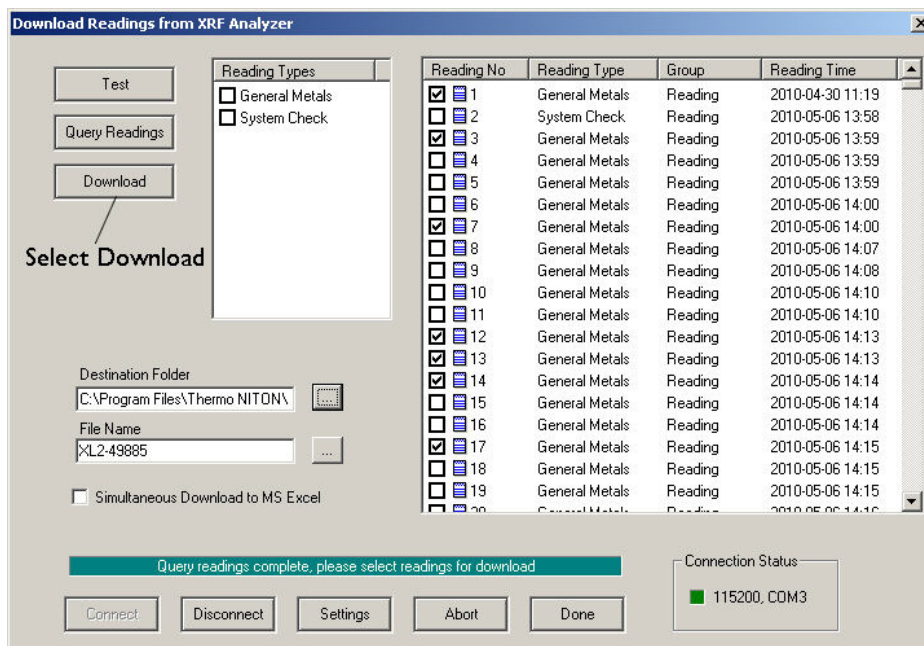 Download Readings from XRF Analyzer
Test
Query Readings
Download
Select Download
Reading Types
General Metals
System Check
Destination Folder
C:\Program Files\Thermo NITON\
...
File Name
XL2-49885
...
Simultaneous Download to MS Excel
Reading No Reading Type Group Reading Time
1 General Metals Reading 2010-04-30 11:19
2 System Check Reading 2010-05-06 13:58
3 General Metals Reading 2010-05-06 13:59
4 General Metals Reading 2010-05-06 13:59
5 General Metals Reading 2010-05-06 13:59
6 General Metals Reading 2010-05-06 14:00
7 General Metals Reading 2010-05-06 14:00
8 General Metals Reading 2010-05-06 14:07
9 General Metals Reading 2010-05-06 14:08
10 General Metals Reading 2010-05-06 14:10
11 General Metals Reading 2010-05-06 14:10
12 General Metals Reading 2010-05-06 14:13
13 General Metals Reading 2010-05-06 14:13
14 General Metals Reading 2010-05-06 14:14
15 General Metals Reading 2010-05-06 14:14
16 General Metals Reading 2010-05-06 14:14
17 General Metals Reading 2010-05-06 14:15
18 General Metals Reading 2010-05-06 14:15
19 General Metals Reading 2010-05-06 14:15
Query readings complete, please select readings for download
Connect Disconnect Settings Abort Done
Connection Status
115200, COM3